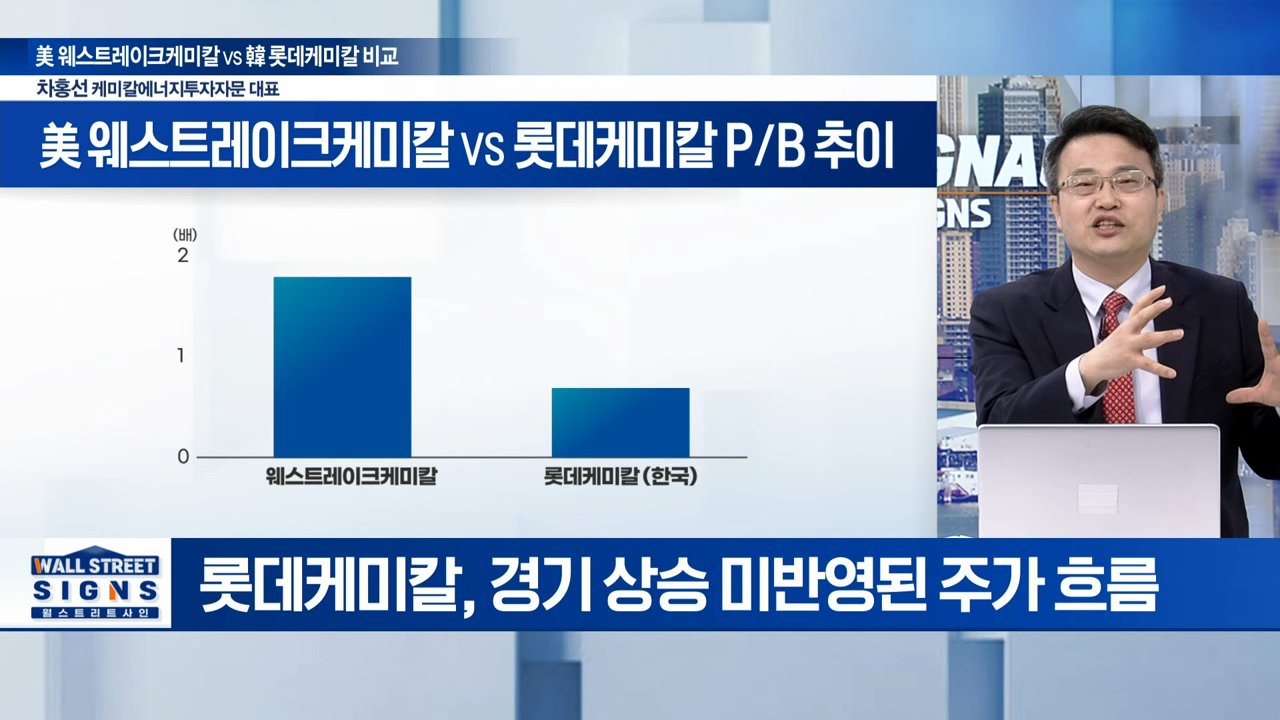 美 웨스트레이크케미칼 VS 韓 롯데케미칼 비교
차홍선 케미칼에너지투자자문 대표
美 웨스트레이크케미칼 VS 롯데케미칼 P/B 추이
(배)
2
1
0
웨스트레이크케미칼
롯데케미칼 (한국)
GNA
GNS
WALL STREET
SIGNS
월스트리트사인
롯데케미칼, 경기 상승 미반영된 주가 흐름